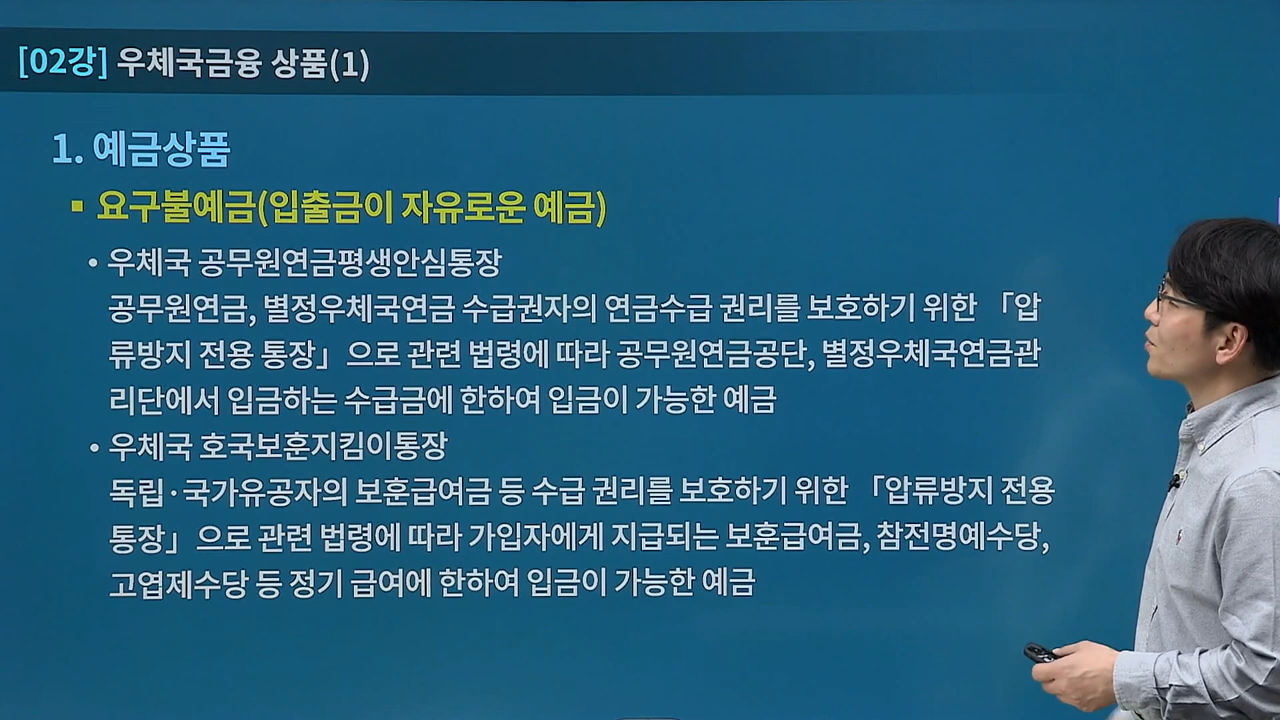 [02강] 우체국금융 상품(1)
1. 예금상품
▪ 요구불예금(입출금이 자유로운 예금)
• 우체국 공무원연금평생안심통장
공무원연금, 별정우체국연금 수급권자의 연금수급 권리를 보호하기 위한 「압
류방지 전용 통장」으로 관련 법령에 따라 공무원연금공단, 별정우체국연금관
리단에서 입금하는 수급금에 한하여 입금이 가능한 예금
• 우체국 호국보훈지킴이통장
독립·국가유공자의 보훈급여금 등 수급 권리를 보호하기 위한 「압류방지 전용
통장」으로 관련 법령에 따라 가입자에게 지급되는 보훈급여금, 참전명예수당,
고엽제수당 등 정기 급여에 한하여 입금이 가능한 예금